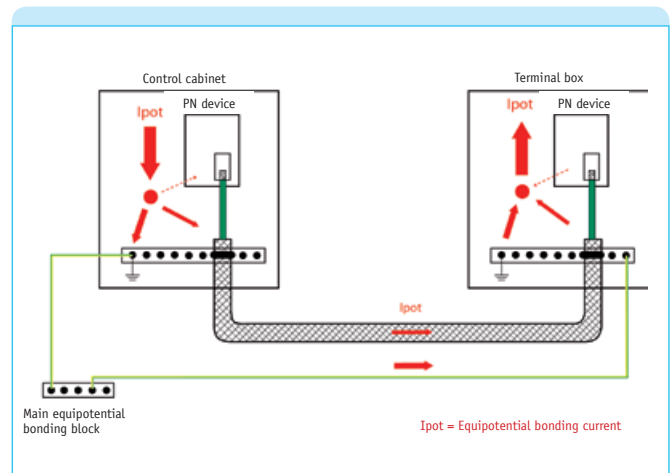 Control cabinet
Terminal box
PN device
PN device
Ipot
Ipot
Ipot
Main equipotential
bonding block
Ipot = Equipotential bonding current